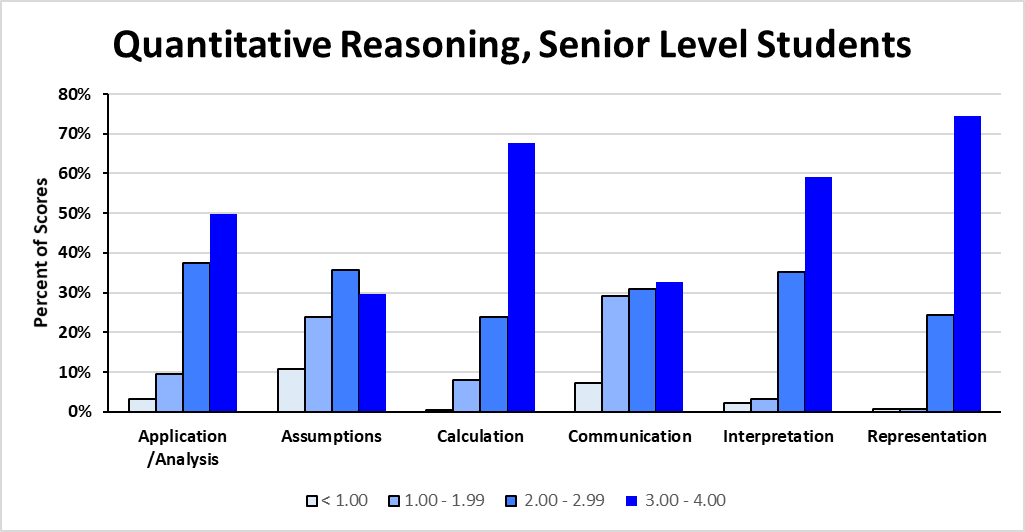 Quantitative Reasoning, Senior Level Students
Percent of Scores
80%
70%
60%
50%
40%
30%
20%
10%
0%
Application
/Analysis
Assumptions
Calculation
Communication
Interpretation
Representation
< 1.00
1.00 - 1.99
2.00 - 2.99
3.00 - 4.00